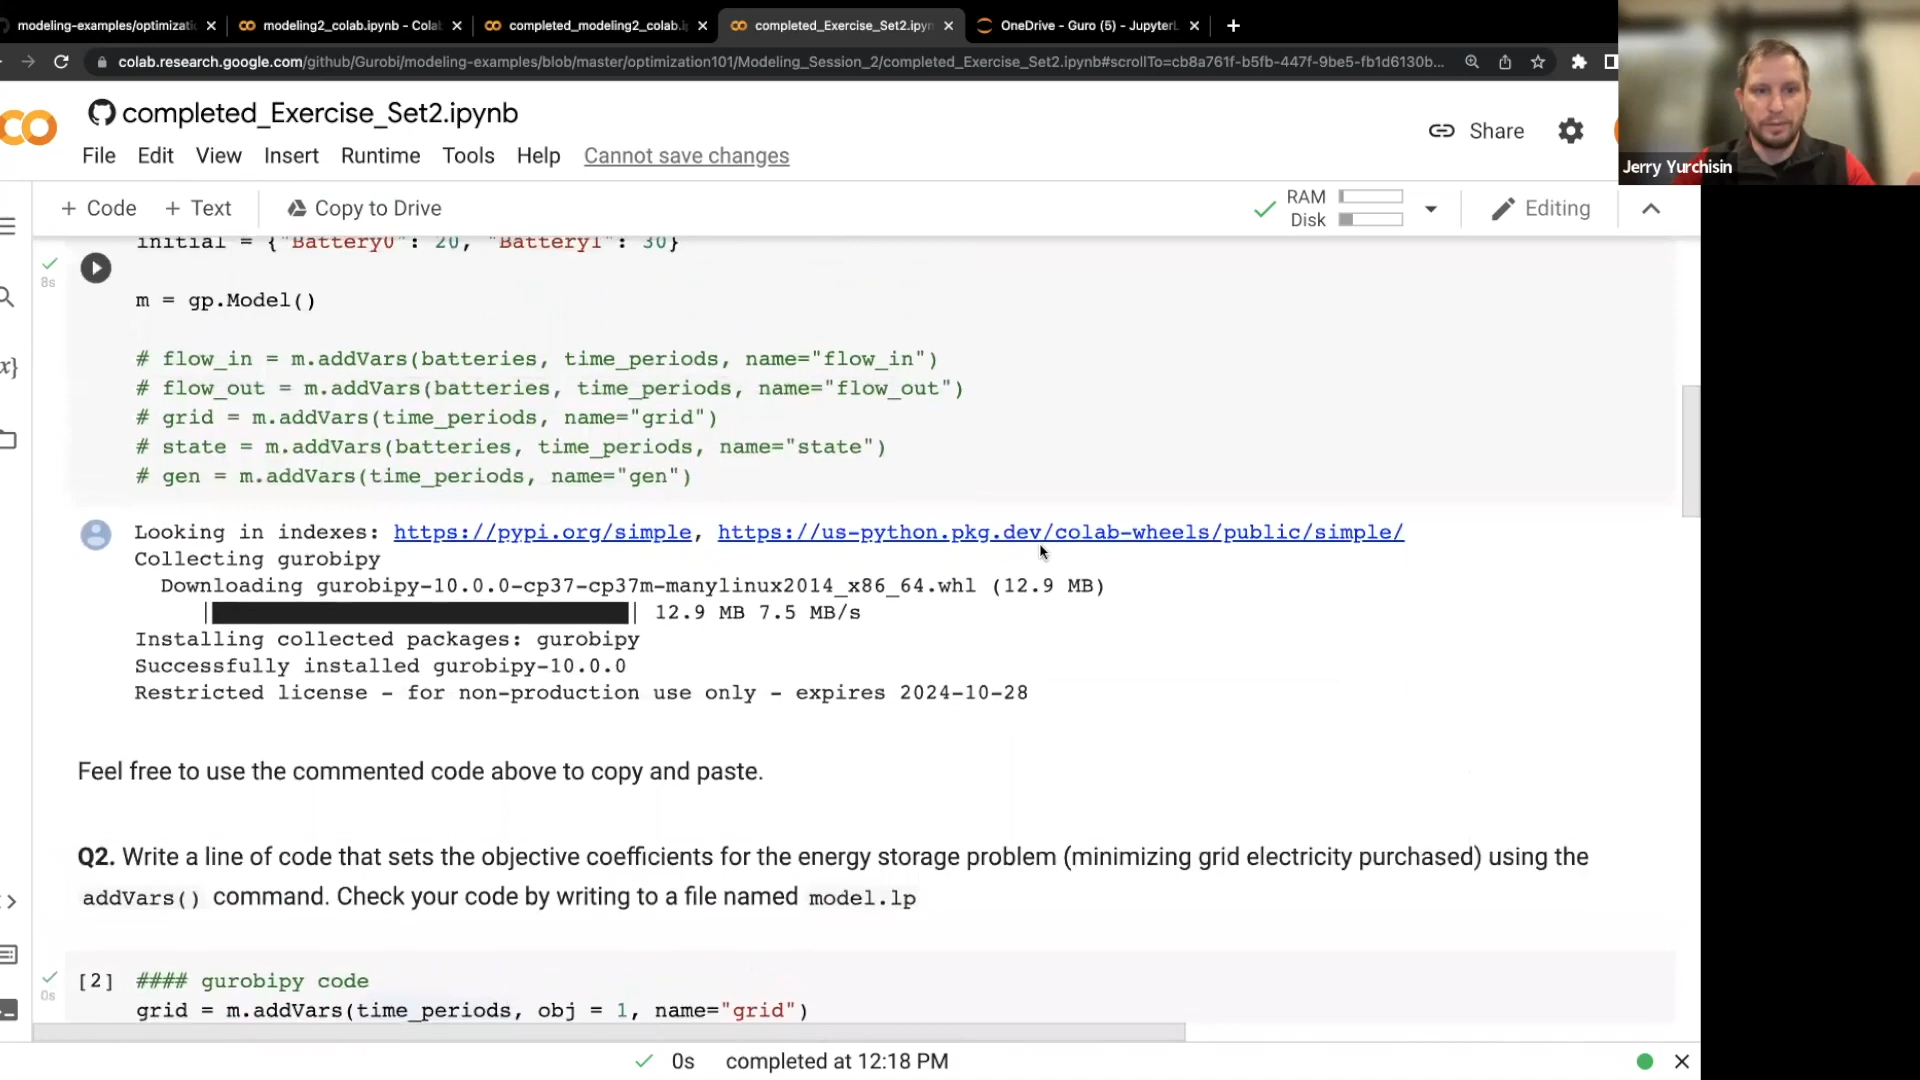 modeling-examples/optimizati
modeling2_colab.ipynb - Cola
completed_modeling2_colab.i
completed_Exercise_Set2.ipyn
OneDrive - Guro (5) - JupyterL
colab.research.google.com/github/Gurobi/modeling-examples/blob/master/optimization101/Modeling_Session_2/completed_Exercise_Set2.ipynb#scrollTo=cb8a761f-b5fb-447f-9be5-fb1d6130b...
Jerry Yurchisin
completed_Exercise_Set2.ipynb
Share
File Edit View Insert Runtime Tools Help Cannot save changes
+ Code + Text Copy to Drive
RAM
Disk
Editing
initial = {"Battery0": 20, "Battery1": 30}
8s
m = gp.Model()
# flow_in = m.addVars(batteries, time_periods, name="flow_in")
# flow_out = m.addVars(batteries, time_periods, name="flow_out")
# grid = m.addVars(time_periods, name="grid")
# state = m.addVars(batteries, time_periods, name="state")
# gen = m.addVars(time_periods, name="gen")
Looking in indexes: https://pypi.org/simple, https://us-python.pkg.dev/colab-wheels/public/simple/
Collecting gurobipy
Downloading gurobipy-10.0.0-cp37-cp37m-manylinux2014_x86_64.whl (12.9 MB)
12.9 MB 7.5 MB/s
Installing collected packages: gurobipy
Successfully installed gurobipy-10.0.0
Restricted license - for non-production use only - expires 2024-10-28
Feel free to use the commented code above to copy and paste.
Q2. Write a line of code that sets the objective coefficients for the energy storage problem (minimizing grid electricity purchased) using the
addVars() command. Check your code by writing to a file named model.lp
[2] #### gurobipy code
0s
grid = m.addVars(time_periods, obj = 1, name="grid")
0s completed at 12:18 PM